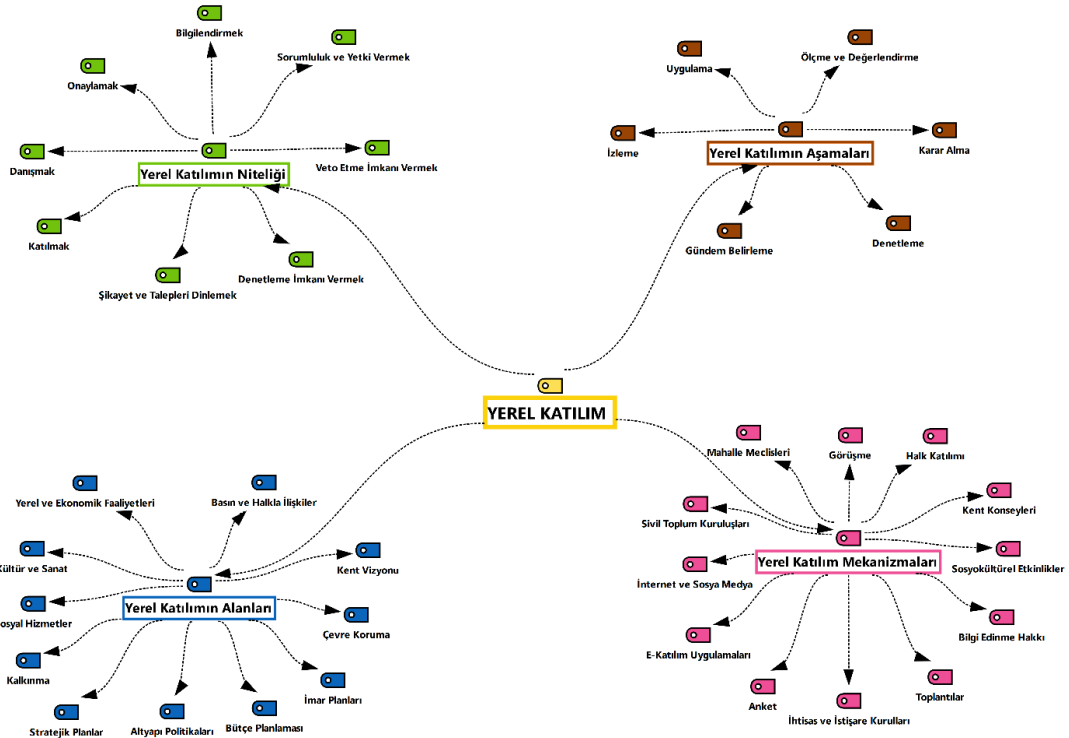 Bilgilendirmek
Sorumluluk ve Yetki Vermek
Onaylamak
Danışmak
Veto Etme İmkanı Vermek
Yerel Katılımın Niteliği
Katılmak
Şikayet ve Talepleri Dinlemek
Denetleme İmkanı Vermek
Uygulama
Ölçme ve Değerlendirme
İzleme
Karar Alma
Yerel Katılımın Aşamaları
Gündem Belirleme
Denetleme
YEREL KATILIM
Yerel ve Ekonomik Faaliyetleri
Basın ve Halkla İlişkiler
Kültür ve Sanat
Kent Vizyonu
Yerel Katılımın Alanları
osyal Hizmetler
Çevre Koruma
Kalkınma
İmar Planları
Stratejik Planlar
Altyapı Politikaları
Bütçe Planlaması
Mahalle Meclisleri
Görüşme
Halk Katılımı
Sivil Toplum Kuruluşları
Kent Konseyleri
Yerel Katılım Mekanizmaları
Sosyokültürel Etkinlikler
İnternet ve Sosya Medya
Bilgi Edinme Hakkı
E-Katılım Uygulamaları
Anket
İhtisas ve İstişare Kurulları
Toplantılar